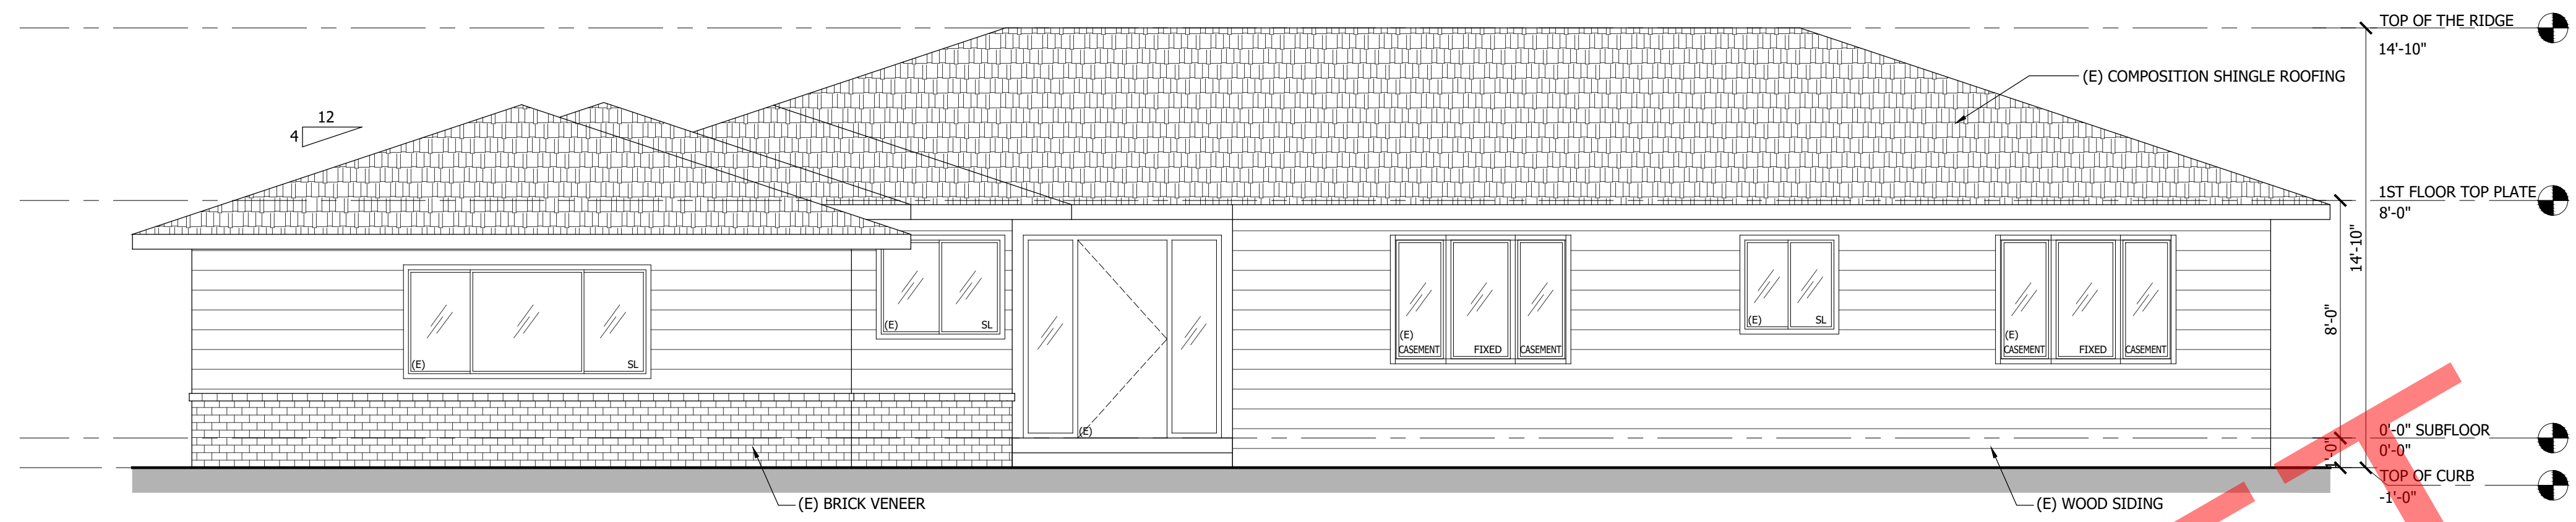 TOP OF THE RIDGE
14'-10"
(E) COMPOSITION SHINGLE ROOFING
12
4
1ST FLOOR TOP PLATE
8'-0"
14'-10"
8'-0"
(E) SL
(E) SL
(E)
(E)
CASEMENT FIXED CASEMENT
(E) SL
(E)
CASEMENT FIXED CASEMENT
0'-0" SUBFLOOR
0'-0"
1'-0"
TOP OF CURB
-1'-0"
(E) BRICK VENEER
(E) WOOD SIDING